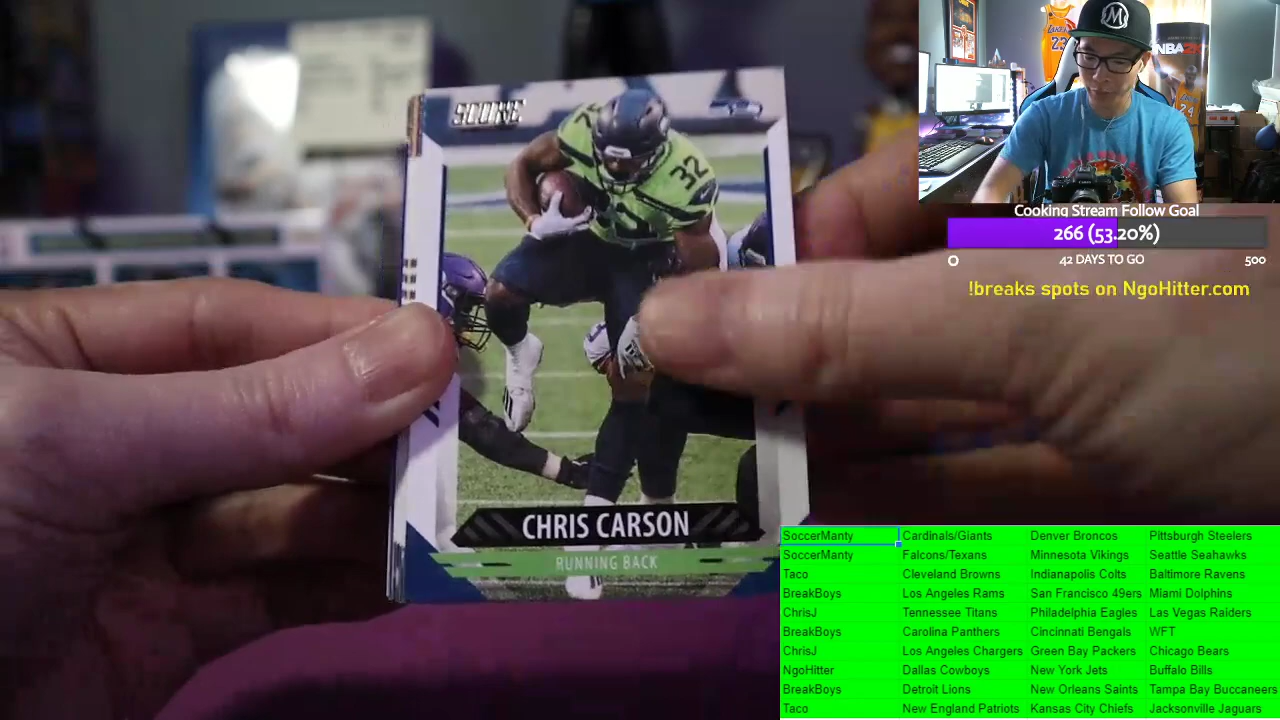 SCORE
32
CHRIS CARSON
RUNNING BACK
NBA2K
23
24
Cooking Stream Follow Goal
266 (53.20%)
0 42 DAYS TO GO 500
!breaks spots on NgoHitter.com
SoccerManty Cardinals/Giants Denver Broncos Pittsburgh Steelers
SoccerManty Falcons/Texans Minnesota Vikings Seattle Seahawks
Taco Cleveland Browns Indianapolis Colts Baltimore Ravens
BreakBoys Los Angeles Rams San Francisco 49ers Miami Dolphins
ChrisJ Tennessee Titans Philadelphia Eagles Las Vegas Raiders
BreakBoys Carolina Panthers Cincinnati Bengals WFT
ChrisJ Los Angeles Chargers Green Bay Packers Chicago Bears
NgoHitter Dallas Cowboys New York Jets Buffalo Bills
BreakBoys Detroit Lions New Orleans Saints Tampa Bay Buccaneers
Taco New England Patriots Kansas City Chiefs Jacksonville Jaguars